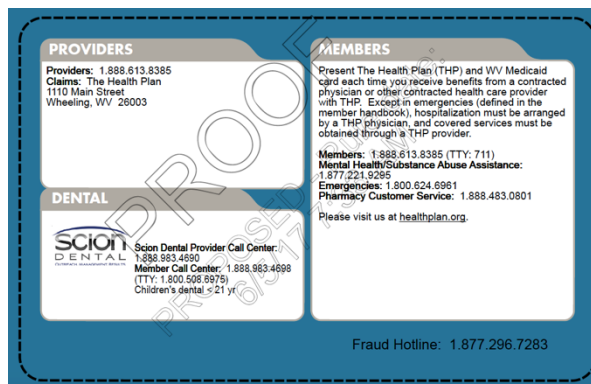 PROVIDERS
Providers: 1.888.613.8385
Claims: The Health Plan
1110 Main Street
Wheeling, WV 26003
DENTAL
SCION
DENTAL
Scion Dental Provider Call Center:
1.888.983.4690
Member Call Center: 1.888.983.4698
(TTY: 1.800.508.6975)
Children's dental < 21 yr
MEMBERS
Present The Health Plan (THP) and WV Medicaid
card each time you receive benefits from a contracted
physician or other contracted health care provider
with THP. Except in emergencies (defined in the
member handbook), hospitalization must be arranged
by a THP physician, and covered services must be
obtained through a THP provider.
Members: 1.888.613.8385 (TTY: 711)
Mental Health/Substance Abuse Assistance:
1.877.221.9295
Emergencies: 1.800.624.6961
Pharmacy Customer Service: 1.888.483.0801
Please visit us at healthplan.org.
Fraud Hotline: 1.877.296.7283
PROOF
PROPOSED
6/5/17